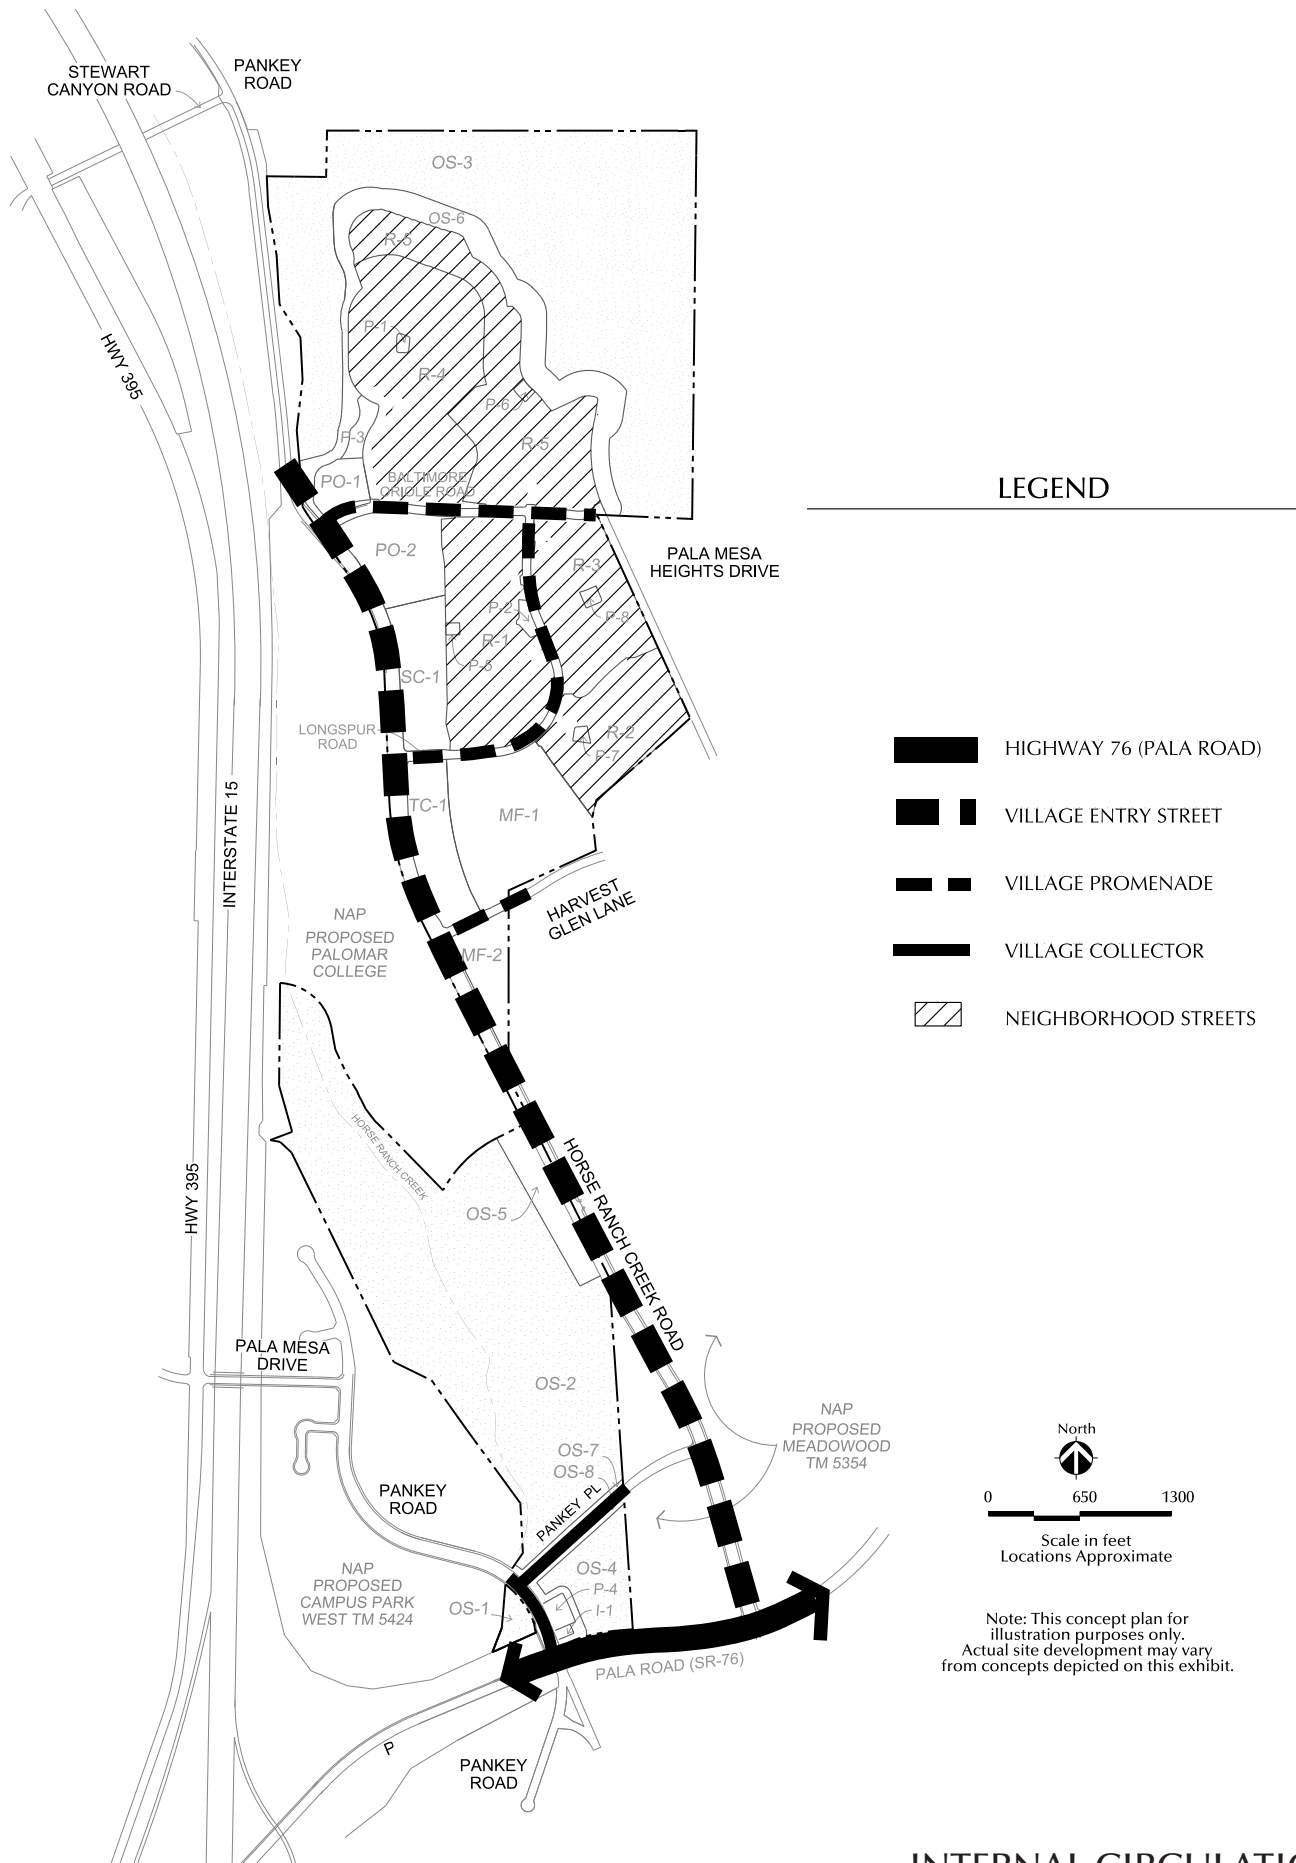 STEWART
CANYON ROAD
PANKEY
ROAD
OS-3
OS-6
R-5
P-1
R-4
HWY 395
P-6
R-5
P-3
PO-1
BALTIMORE
ORIOLE ROAD
LEGEND
PO-2
PALA MESA
HEIGHTS DRIVE
R-3
P-2
P-8
R-1
P-5
SC-1
LONGSPUR
ROAD
R-2
P-7
HIGHWAY 76 (PALA ROAD)
VILLAGE ENTRY STREET
VILLAGE PROMENADE
VILLAGE COLLECTOR
NEIGHBORHOOD STREETS
TC-1
MF-1
INTERSTATE 15
HARVEST
GLEN LANE
NAP
PROPOSED
PALOMAR
COLLEGE
MF-2
HORSE RANCH CREEK
HWY 395
HORSE RANCH CREEK ROAD
OS-5
PALA MESA
DRIVE
OS-2
NAP
PROPOSED
MEADOWOOD
TM 5354
North
0 650 1300
Scale in feet
Locations Approximate
OS-7
OS-8
PANKEY
ROAD
PANKEY PL
NAP
PROPOSED
CAMPUS PARK
WEST TM 5424
OS-4
P-4
OS-1
I-1
Note: This concept plan for
illustration purposes only.
Actual site development may vary
from concepts depicted on this exhibit.
PALA ROAD (SR-76)
P
PANKEY
ROAD